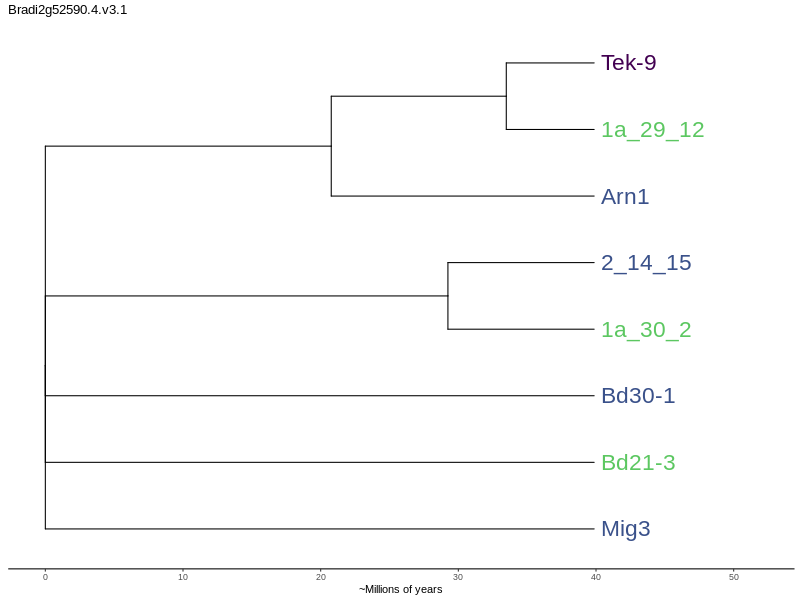 Bradi2g52590.4.v3.1
Tek-9
1a_29_12
Arn1
2_14_15
1a_30_2
Bd30-1
Bd21-3
Mig3
0 10 20 30 40 50
~Millions of years